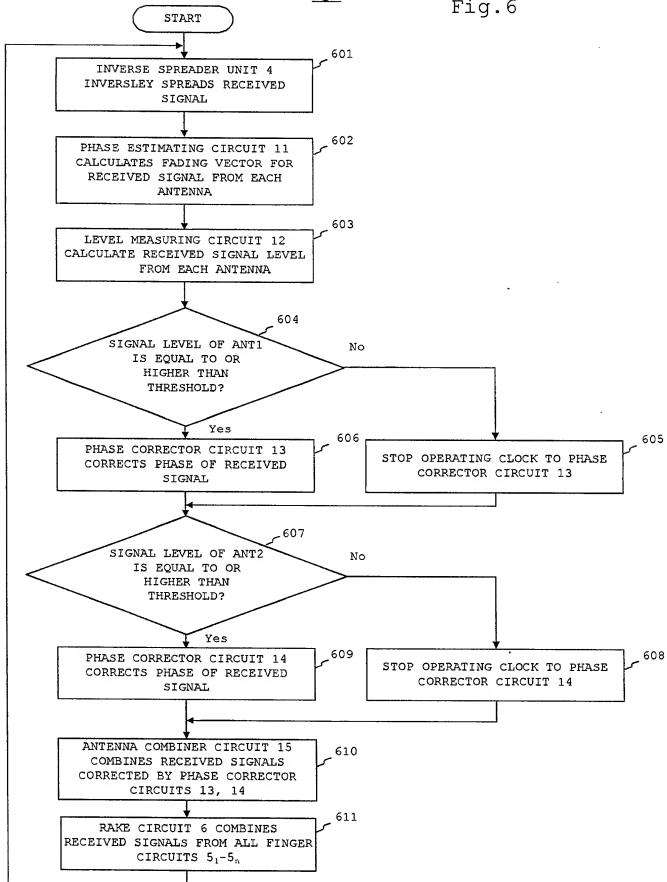 Fig.6
START
601
INVERSE SPREADER UNIT 4
INVERSLEY SPREADS RECEIVED
SIGNAL
602
PHASE ESTIMATING CIRCUIT 11
CALCULATES FADING VECTOR FOR
RECEIVED SIGNAL FROM EACH
ANTENNA
603
LEVEL MEASURING CIRCUIT 12
CALCULATE RECEIVED SIGNAL LEVEL
FROM EACH ANTENNA
604
SIGNAL LEVEL OF ANT1
IS EQUAL TO OR
HIGHER THAN
THRESHOLD?
No
Yes
606
PHASE CORRECTOR CIRCUIT 13
CORRECTS PHASE OF RECEIVED
SIGNAL
605
STOP OPERATING CLOCK TO PHASE
CORRECTOR CIRCUIT 13
607
SIGNAL LEVEL OF ANT2
IS EQUAL TO OR
HIGHER THAN
THRESHOLD?
No
Yes
609
PHASE CORRECTOR CIRCUIT 14
CORRECTS PHASE OF RECEIVED
SIGNAL
608
STOP OPERATING CLOCK TO PHASE
CORRECTOR CIRCUIT 14
ANTENNA COMBINER CIRCUIT 15
COMBINES RECEIVED SIGNALS
CORRECTED BY PHASE CORRECTOR
CIRCUITS 13, 14
610
RAKE CIRCUIT 6 COMBINES
RECEIVED SIGNALS FROM ALL FINGER
CIRCUITS 5₁-5ₙ
611